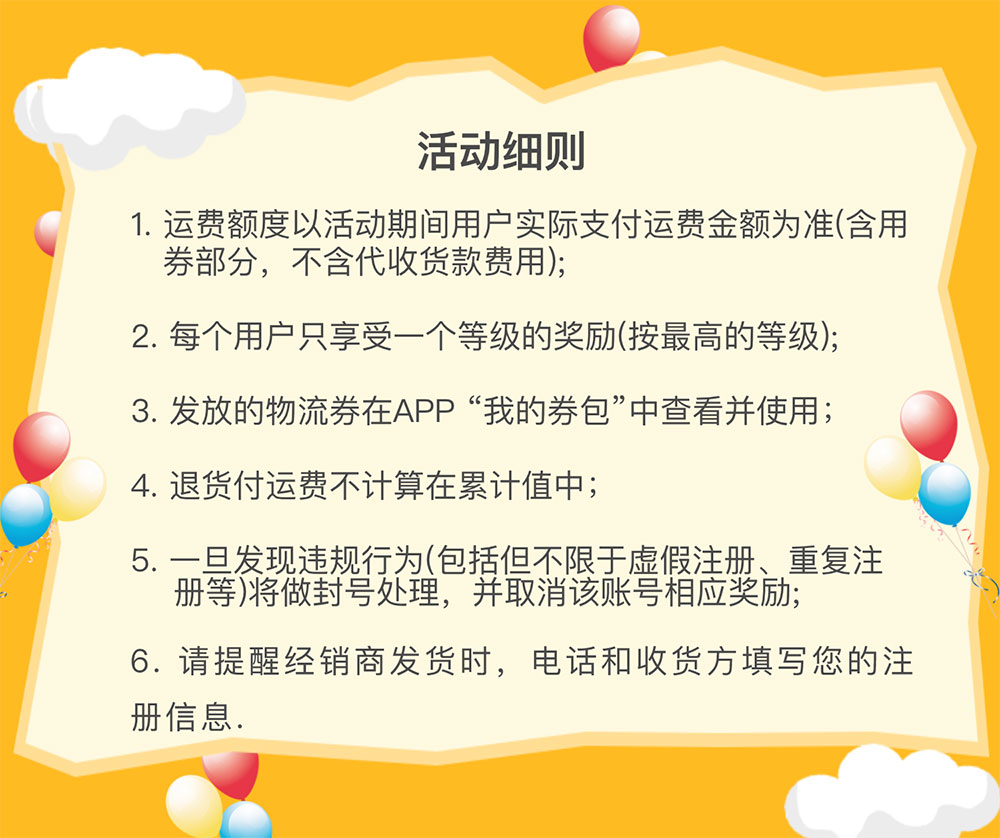 活动细则
1. 运费额度以活动期间用户实际支付运费金额为准(含用
券部分，不含代收货款费用);
2. 每个用户只享受一个等级的奖励(按最高的等级);
3. 发放的物流券在APP “我的券包”中查看并使用；
4. 退货付运费不计算在累计值中；
5. 一旦发现违规行为(包括但不限于虚假注册、重复注
册等)将做封号处理，并取消该账号相应奖励;
6. 请提醒经销商发货时，电话和收货方填写您的注
册信息.